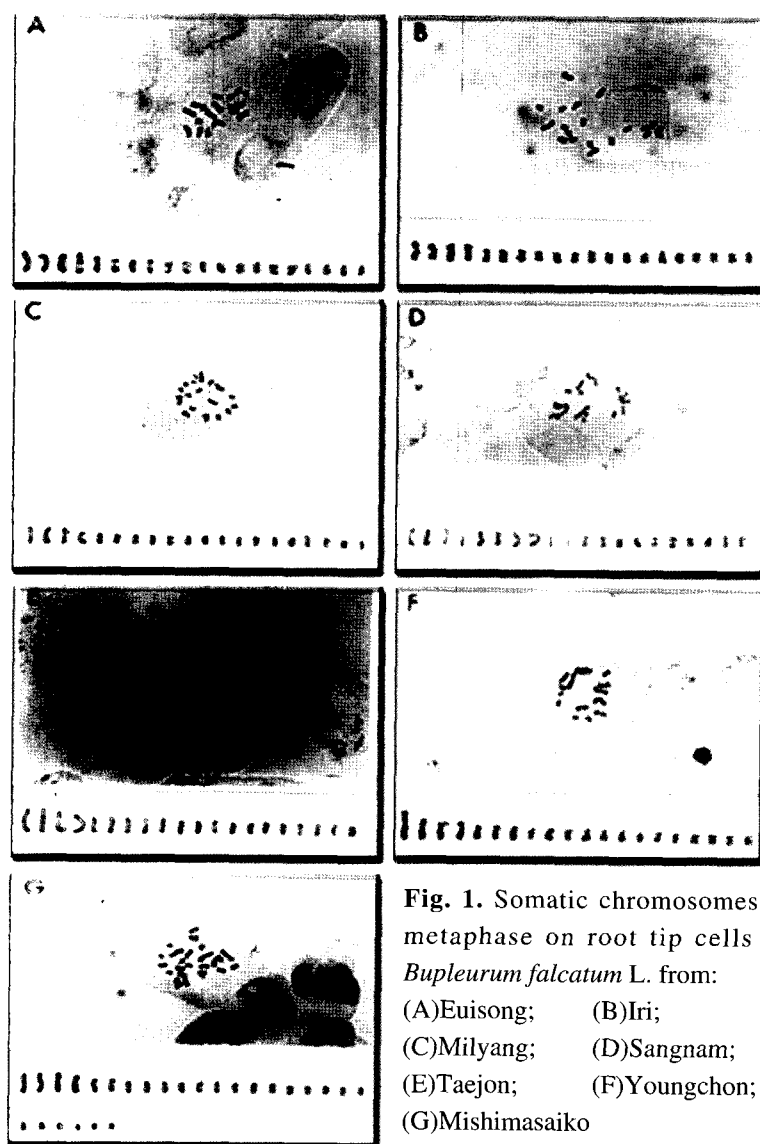 A
B
C
D
F
G
Fig. 1. Somatic chromosomes
metaphase on root tip cells
Bupleurum falcatum L. from:
(A)Euisong; (B)Iri;
(C)Milyang; (D)Sangnam;
(E)Taejon; (F)Youngchon;
(G)Mishimasaiko